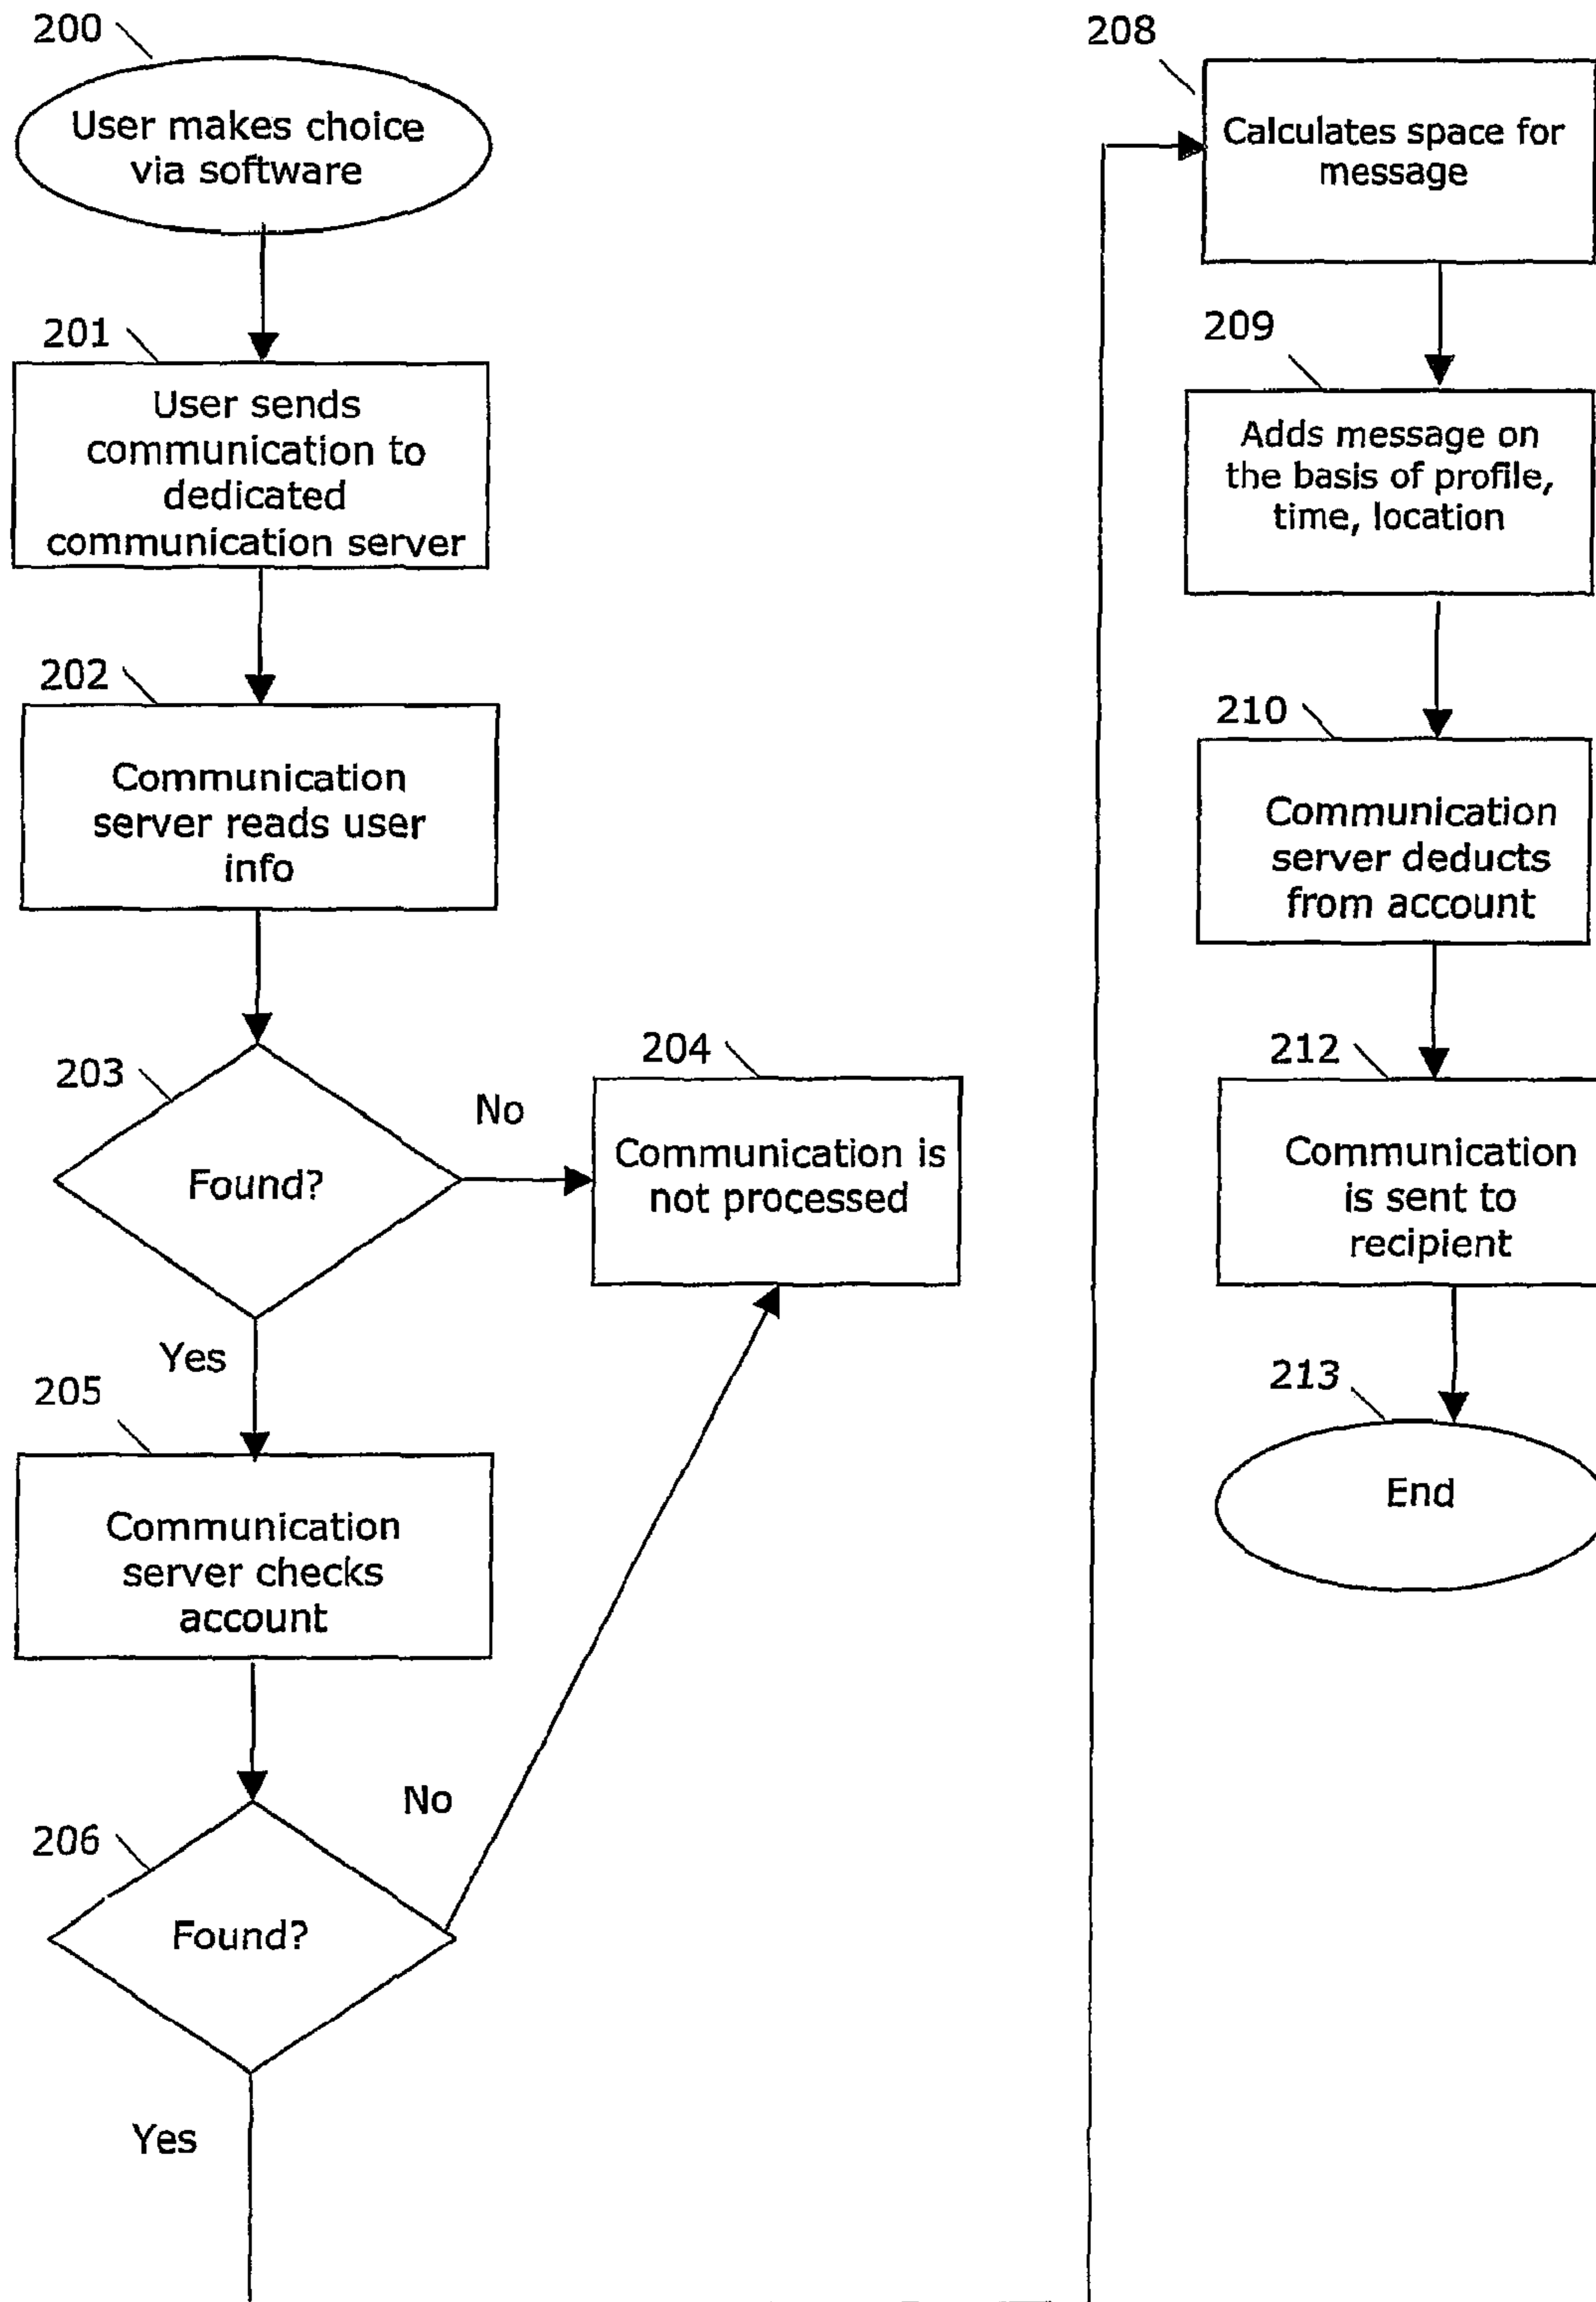 200
User makes choice
via software
201
User sends
communication to
dedicated
communication server
202
Communication
server reads user
info
203
Found?
No
204
Communication is
not processed
Yes
205
Communication
server checks
account
206
Found?
No
Yes
208
Calculates space for
message
209
Adds message on
the basis of profile,
time, location
210
Communication
server deducts
from account
212
Communication
is sent to
recipient
213
End